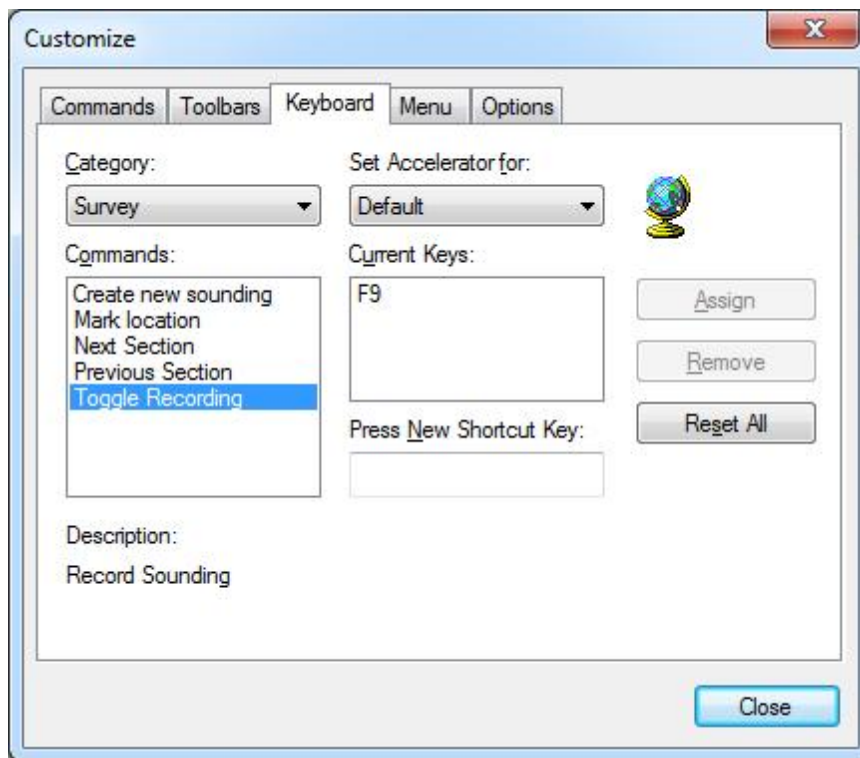 Customize
Commands Toolbars Keyboard Menu Options
Category: Set Accelerator for:
Survey Default
Commands: Current Keys:
Create new sounding F9
Mark location
Next Section
Previous Section
Toggle Recording
Assign
Remove
Reset All
Press New Shortcut Key:
Description:
Record Sounding
Close